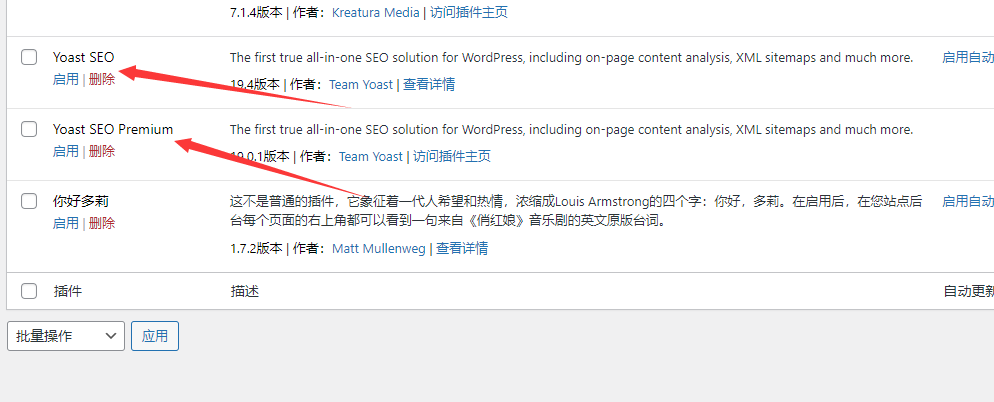 7.1.4版本 | 作者：Kreatura Media | 访问插件主页
Yoast SEO
The first true all-in-one SEO solution for WordPress, including on-page content analysis, XML sitemaps and much more.
启用自动
启用 | 删除
19.4版本 | 作者：Team Yoast | 查看详情
Yoast SEO Premium
The first true all-in-one SEO solution for WordPress, including on-page content analysis, XML sitemaps and much more.
启用 | 删除
19.0.1版本 | 作者：Team Yoast | 访问插件主页
你好多莉
这不是普通的插件，它象征着一代人希望和热情，浓缩成Louis Armstrong的四个字：你好，多莉。在启用后，在您站点后
启用自动
启用 | 删除
台每个页面的右上角都可以看到一句来自《俏红娘》音乐剧的英文原版台词。
1.7.2版本 | 作者：Matt Mullenweg | 查看详情
插件
描述
自动更新
批量操作
应用